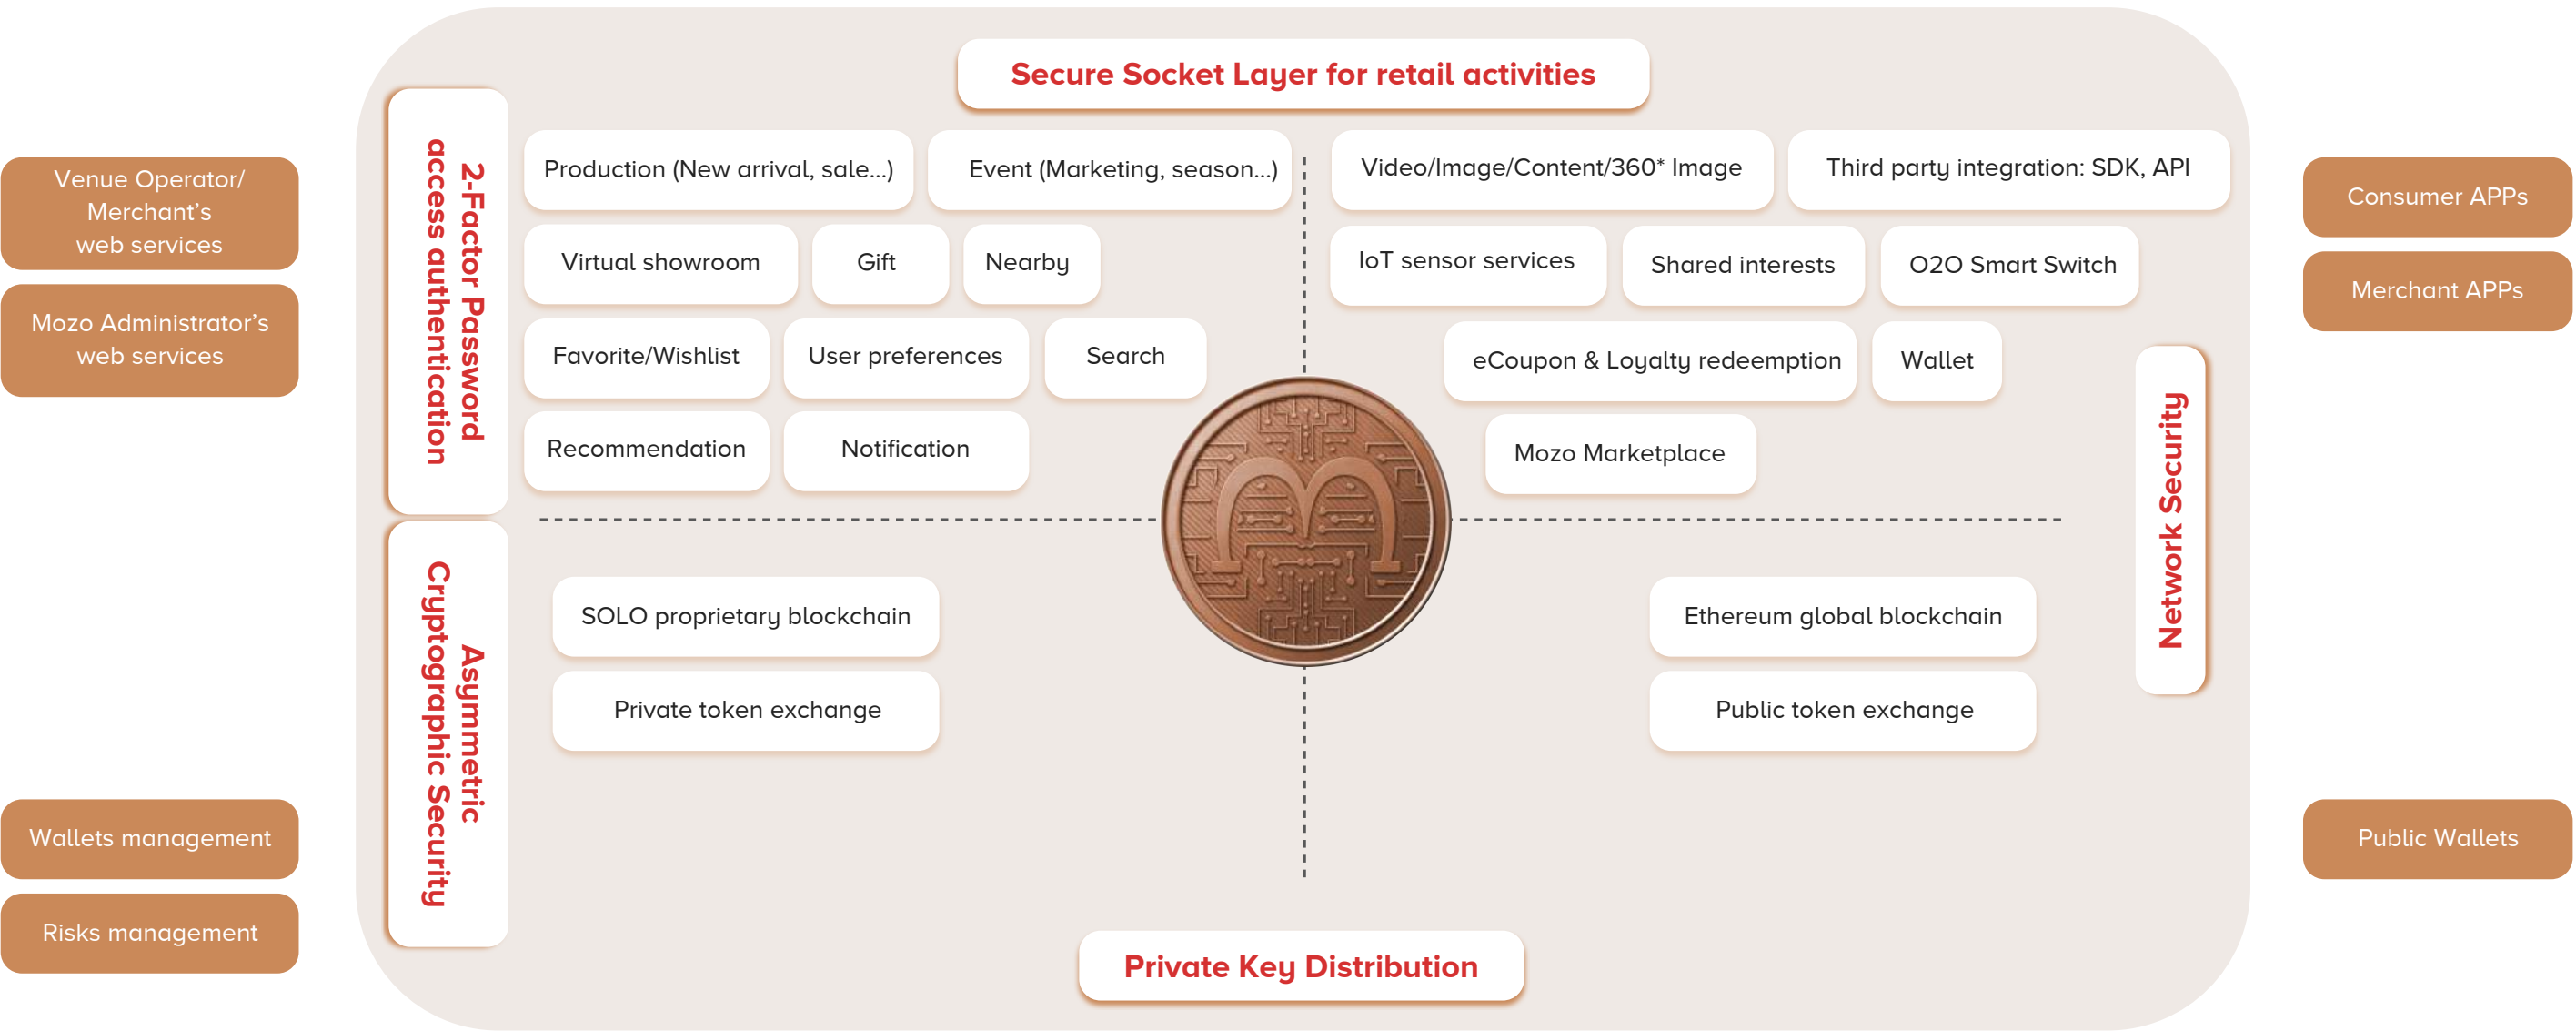 Secure Socket Layer for retail activities
2-Factor Password
access authentication
Venue Operator/
Merchant’s
web services
Mozo Administrator’s
web services
Production (New arrival, sale...)
Event (Marketing, season...)
Virtual showroom
Gift
Nearby
Favorite/Wishlist
User preferences
Search
Recommendation
Notification
Video/Image/Content/360* Image
Third party integration: SDK, API
IoT sensor services
Shared interests
O2O Smart Switch
eCoupon & Loyalty redeemption
Wallet
Mozo Marketplace
Consumer APPs
Merchant APPs
Network Security
Asymmetric
Cryptographic Security
SOLO proprietary blockchain
Private token exchange
Ethereum global blockchain
Public token exchange
Wallets management
Risks management
Public Wallets
Private Key Distribution